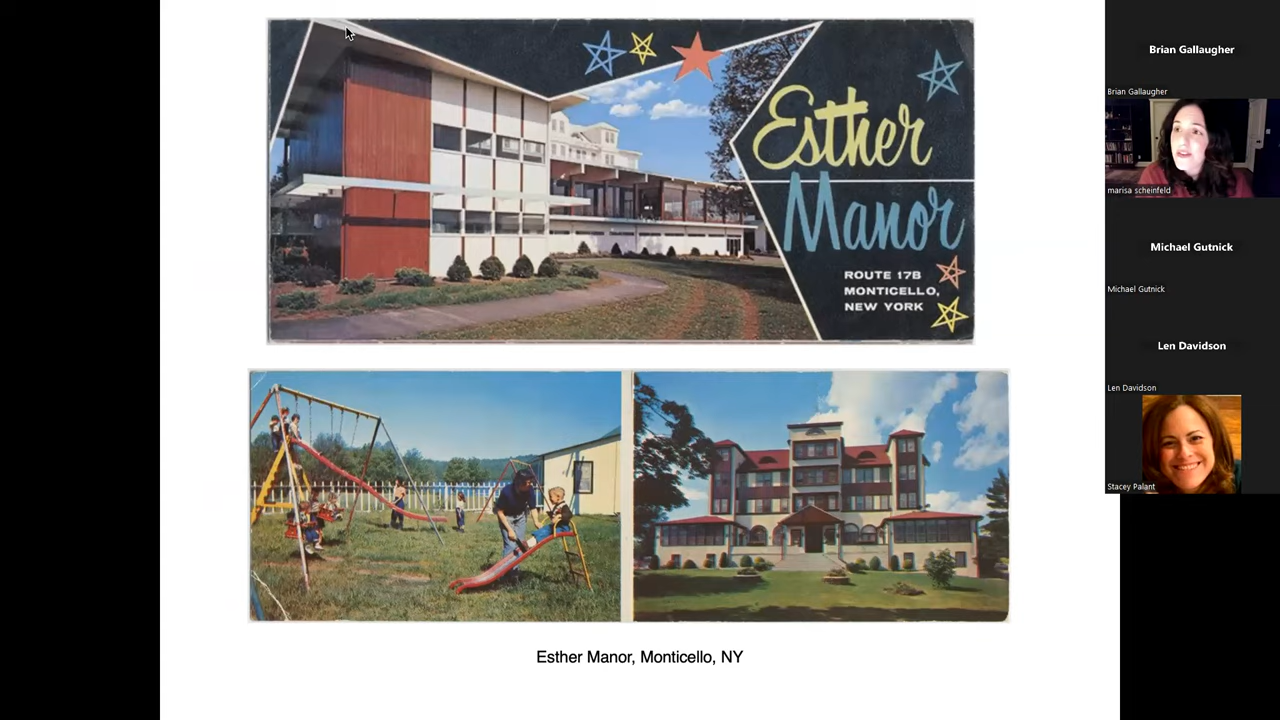 Esther
Manor
ROUTE 17B
MONTICELLO,
NEW YORK
Esther Manor, Monticello, NY
Brian Gallaugher
Brian Gallaugher
marisa scheinfeld
Michael Gutnick
Michael Gutnick
Len Davidson
Len Davidson
Stacey Palant